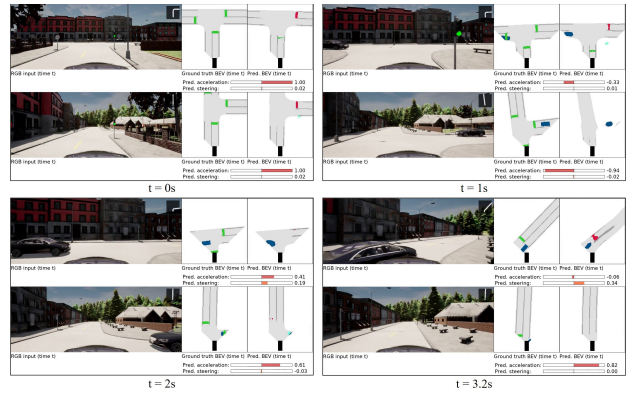 RGB input (time t)
Ground truth BEV (time t) Pred. BEV (time t)
Pred. acceleration: 1.00
Pred. steering: 0.02
RGB input (time t)
Ground truth BEV (time t) Pred. BEV (time t)
Pred. acceleration: 1.00
Pred. steering: 0.02
t = 0s
RGB input (time t)
Ground truth BEV (time t) Pred. BEV (time t)
Pred. acceleration: -0.33
Pred. steering: 0.01
RGB input (time t)
Ground truth BEV (time t) Pred. BEV (time t)
Pred. acceleration: -0.94
Pred. steering: -0.02
t = 1s
RGB input (time t)
Ground truth BEV (time t) Pred. BEV (time t)
Pred. acceleration: 0.41
Pred. steering: 0.19
RGB input (time t)
Ground truth BEV (time t) Pred. BEV (time t)
Pred. acceleration: 0.61
Pred. steering: -0.03
t = 2s
RGB input (time t)
Ground truth BEV (time t) Pred. BEV (time t)
Pred. acceleration: -0.06
Pred. steering: 0.34
RGB input (time t)
Ground truth BEV (time t) Pred. BEV (time t)
Pred. acceleration: 0.82
Pred. steering: 0.00
t = 3.2s